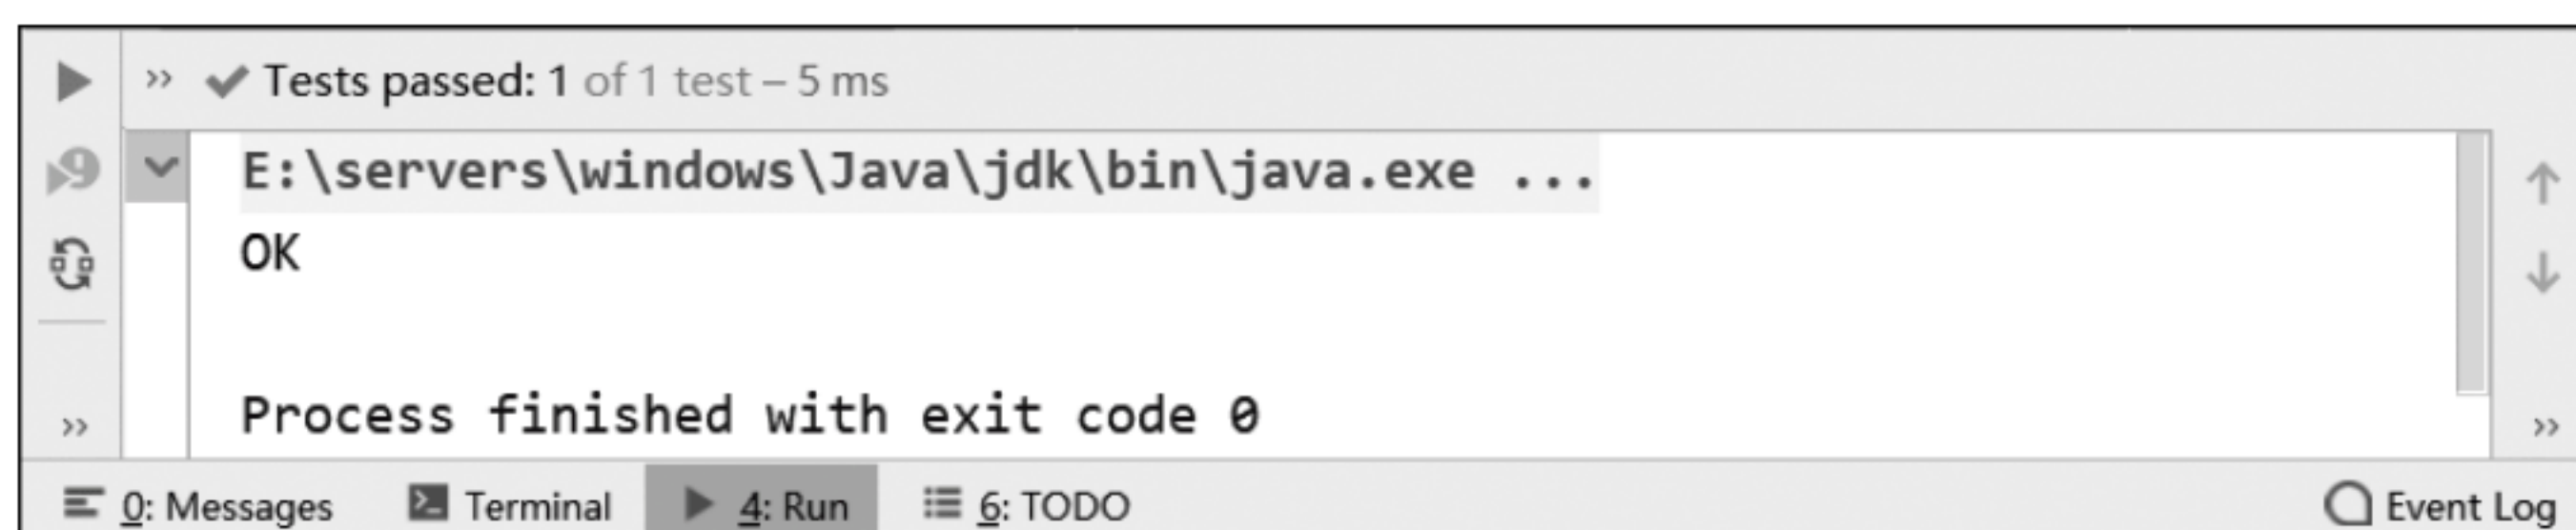 Tests passed: 1 of 1 test – 5 ms
E:\servers\windows\Java\jdk\bin\java.exe ...
OK
Process finished with exit code 0
0: Messages Terminal 4: Run 6: TODO Event Log